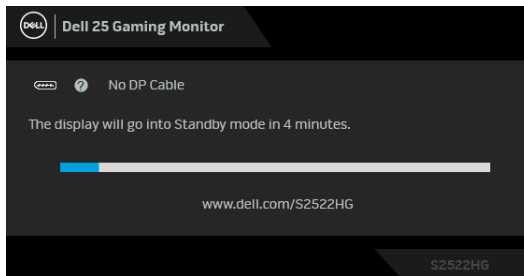 DELL
Dell 25 Gaming Monitor
No DP Cable
The display will go into Standby mode in 4 minutes.
www.dell.com/S2522HG
S2522HG